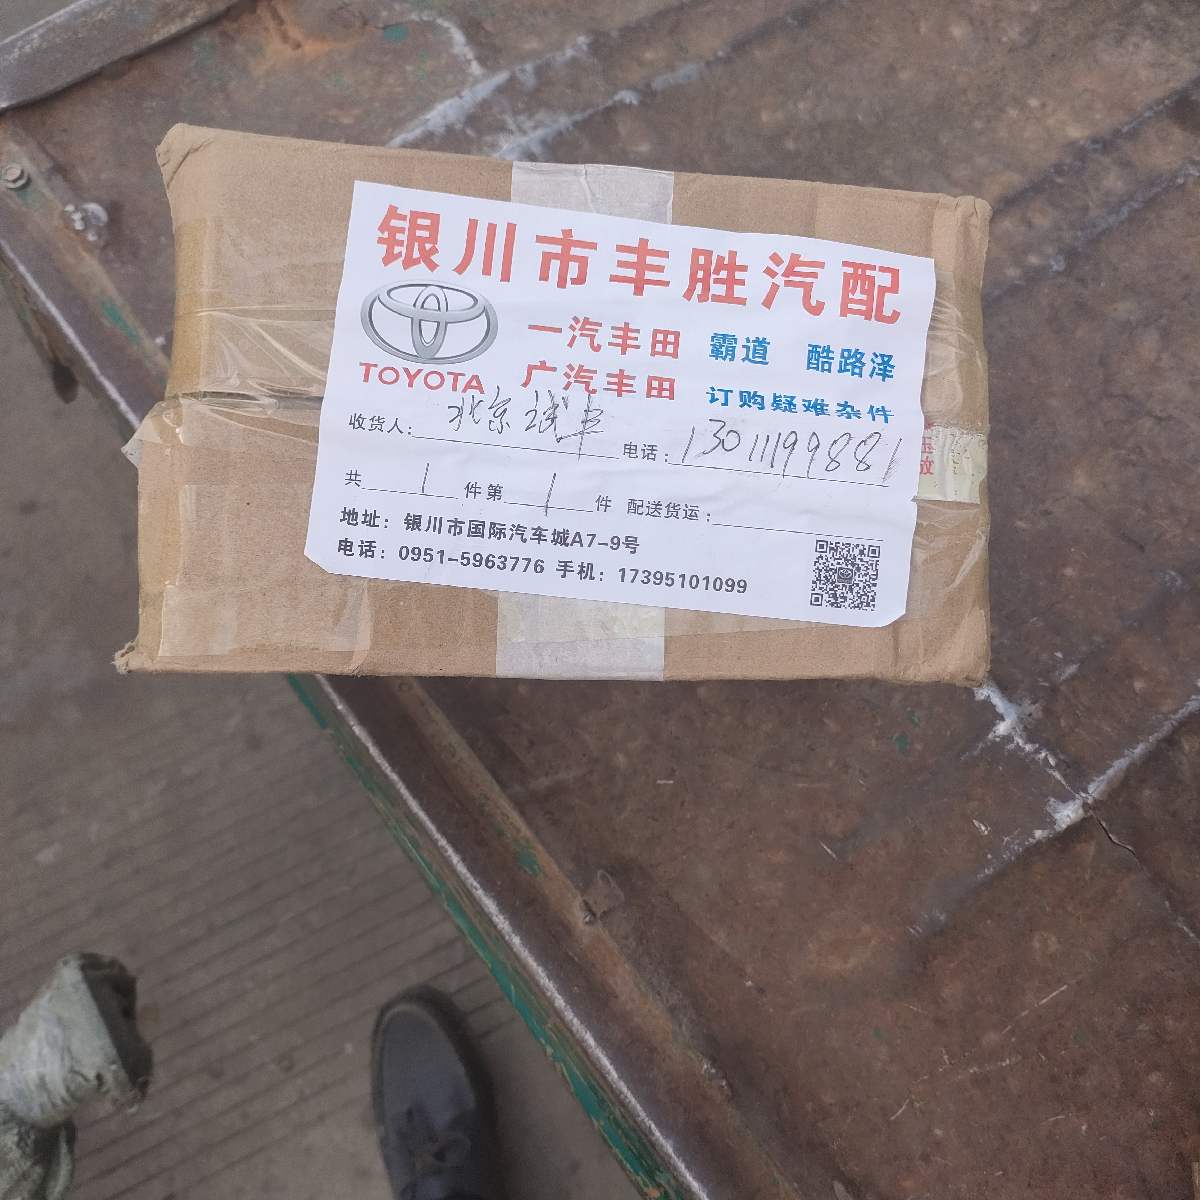 银川市丰胜汽配
TOYOTA
一汽丰田 霸道 酷路泽
广汽丰田 订购疑难杂件
收货人: 北京 电话: 13011199881
共 1 件第 1 件 配送货运:
地址: 银川市国际汽车城A7-9号
电话: 0951-5963776 手机: 17395101099